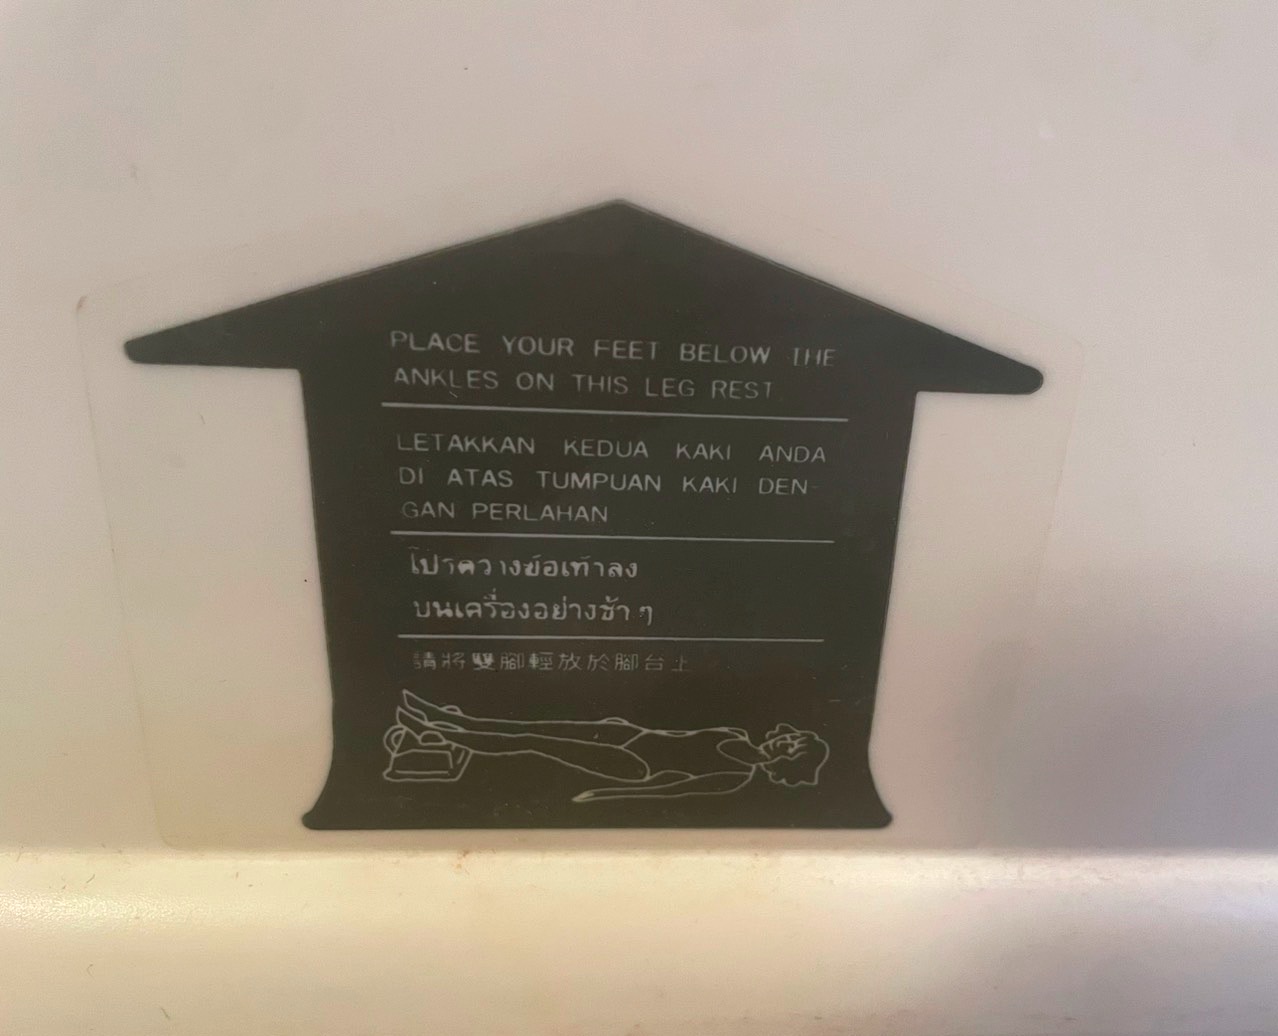 PLACE YOUR FEET BELOW THE
ANKLES ON THIS LEG REST
LETAKKAN KEDUA KAKI ANDA
DI ATAS TUMPUAN KAKI DEN-
GAN PERLAHAN
โปรดวางข้อเท้าลง
บนเครื่องอย่างช้า ๆ
請將雙腳輕放於腳台上